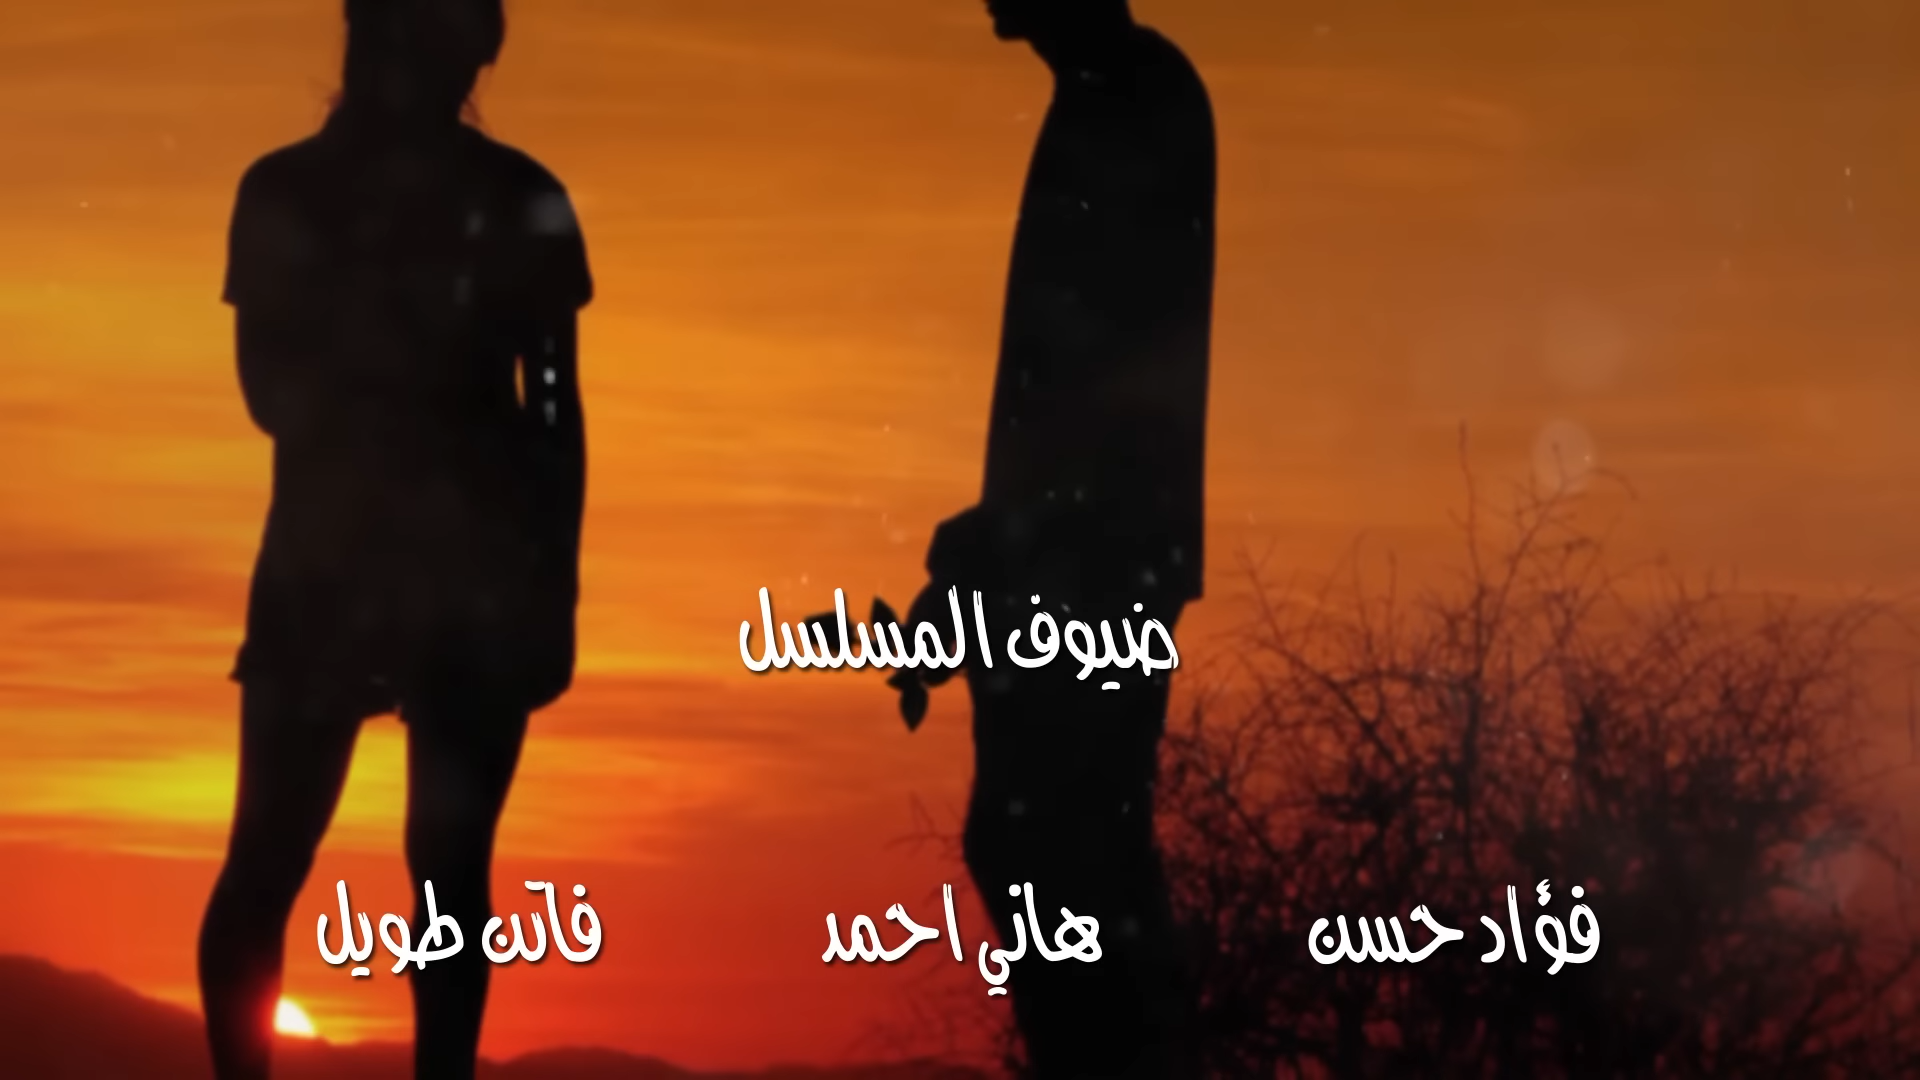 ضيوف المسلسل
فؤاد حسن هاني احمد فاتن طويل